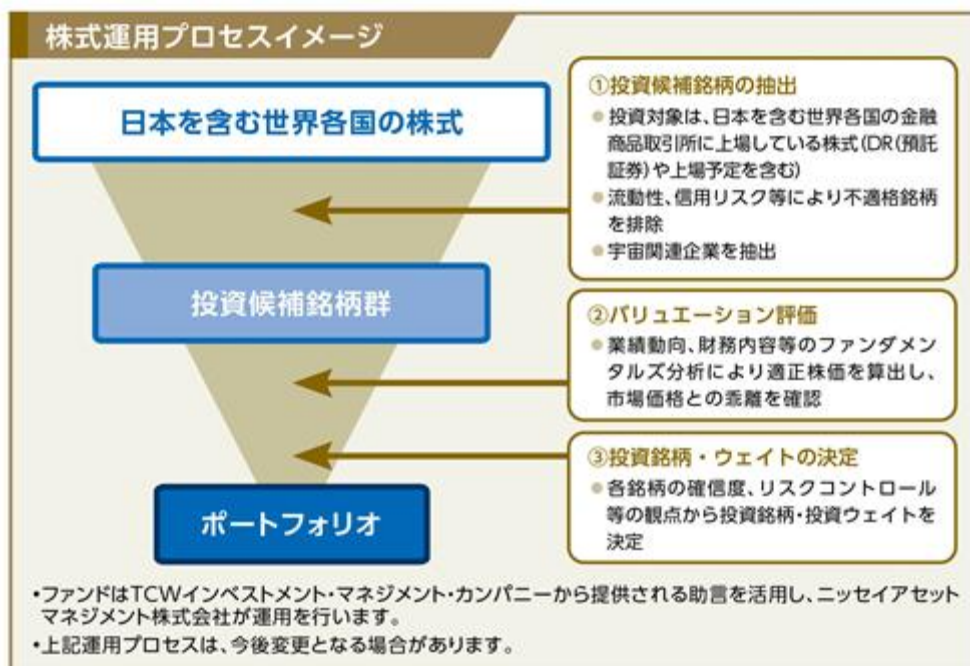 株式運用プロセスイメージ
日本を含む世界各国の株式
投資候補銘柄群
ポートフォリオ
①投資候補銘柄の抽出
●投資対象は、日本を含む世界各国の金融
商品取引所に上場している株式(DR(預託
証券)や上場予定を含む)
●流動性、信用リスク等により不適格銘柄
を排除
●宇宙関連企業を抽出
②バリュエーション評価
●業績動向、財務内容等のファンダメン
タルズ分析により適正株価を算出し、
市場価格との乖離を確認
③投資銘柄・ウェイトの決定
●各銘柄の確信度、リスクコントロール
等の観点から投資銘柄・投資ウェイトを
決定
•ファンドはTCWインベストメント・マネジメント・カンパニーから提供される助言を活用し、ニッセイアセット
マネジメント株式会社が運用を行います。
•上記運用プロセスは、今後変更となる場合があります。